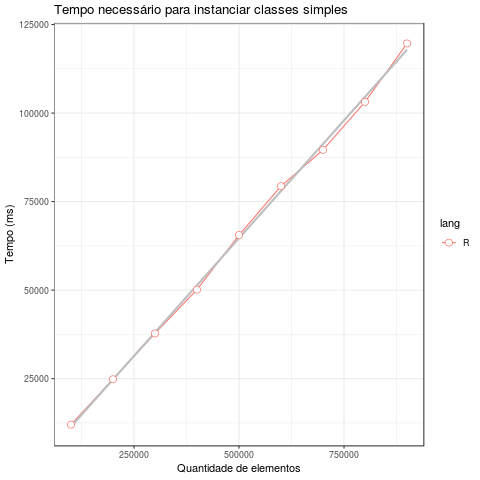 Tempo necessário para instanciar classes simples
125000
100000
75000
50000
25000
Tempo (ms)
250000
500000
750000
Quantidade de elementos
lang
R